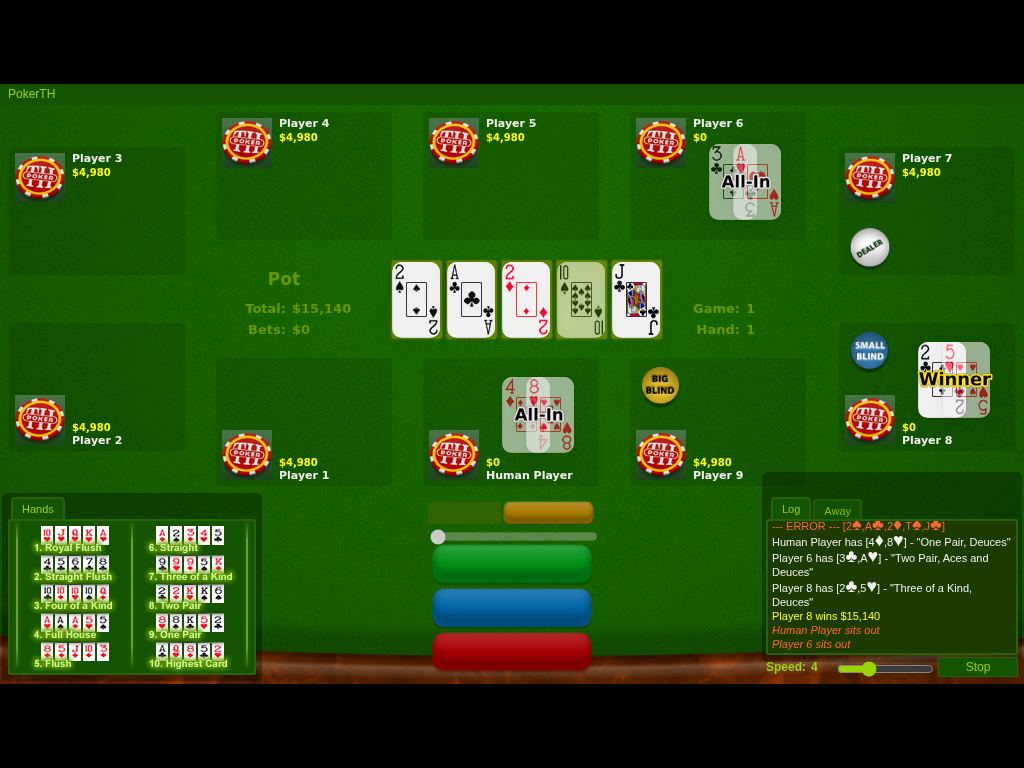 PokerTH
Player 4
$4,980
Player 5
$4,980
Player 6
$0
All-In
Player 3
$4,980
Player 7
$4,980
DEALER
Pot
Total: $15,140
Bets: $0
2 A 2 10 J
Game: 1
Hand: 1
SMALL BLIND
Winner
BIG BLIND
All-In
$4,980
Player 2
$0
Player 8
$4,980
Player 1
$0
Human Player
$4,980
Player 9
Hands
1. Royal Flush
2. Straight Flush
3. Four of a Kind
4. Full House
5. Flush
6. Straight
7. Three of a Kind
8. Two Pair
9. One Pair
10. Highest Card
Log
Away
--- ERROR --- [2♣,A♣,2♦,T♠,J♣]
Human Player has [4♦,8♥] - "One Pair, Deuces"
Player 6 has [3♣,A♥] - "Two Pair, Aces and
Deuces"
Player 8 has [2♣,5♥] - "Three of a Kind,
Deuces"
Player 8 wins $15,140
Human Player sits out
Player 6 sits out
Speed: 4
Stop